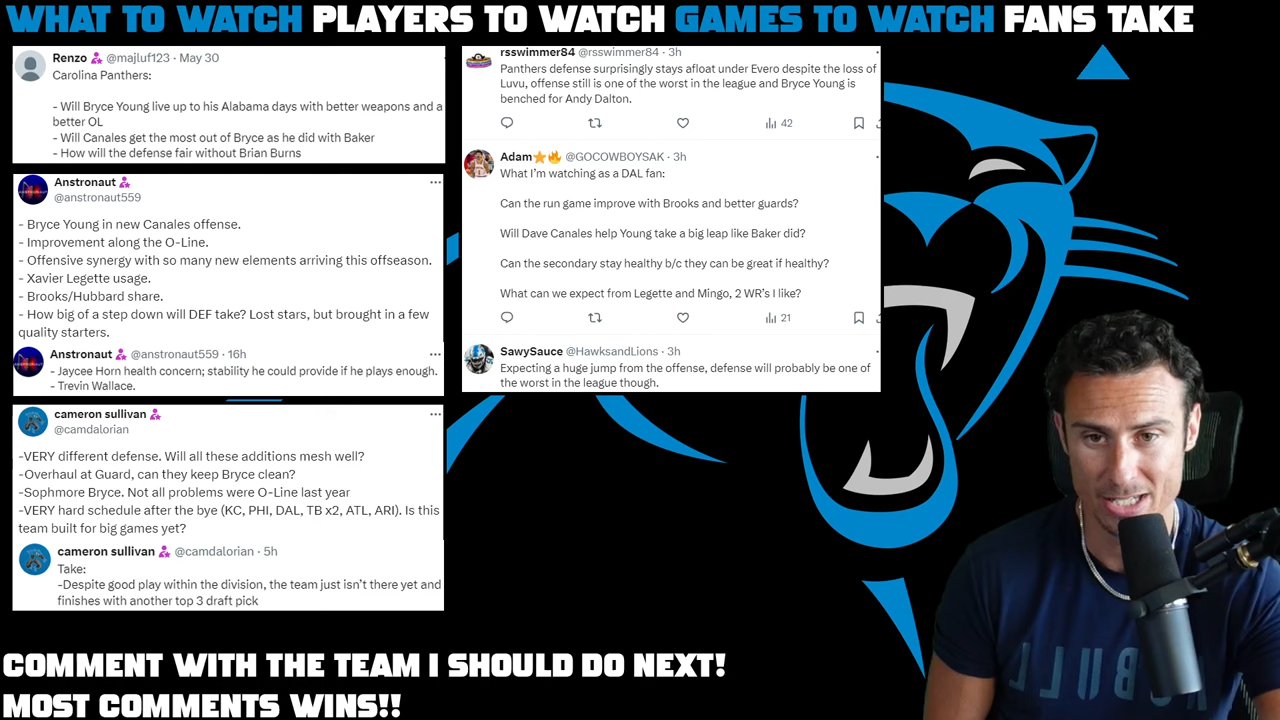 WHAT TO WATCH PLAYERS TO WATCH GAMES TO WATCH FANS TAKE
Renzo @majluf123 · May 30
Carolina Panthers:
- Will Bryce Young live up to his Alabama days with better weapons and a
better OL
- Will Canales get the most out of Bryce as he did with Baker
- How will the defense fair without Brian Burns
Anstronaut
@anstronaut559
- Bryce Young in new Canales offense.
- Improvement along the O-Line.
- Offensive synergy with so many new elements arriving this offseason.
- Xavier Legette usage.
- Brooks/Hubbard share.
- How big of a step down will DEF take? Lost stars, but brought in a few
quality starters.
Anstronaut @anstronaut559 · 16h
- Jaycee Horn health concern; stability he could provide if he plays enough.
- Trevin Wallace.
cameron sullivan
@camdalorian
-VERY different defense. Will all these additions mesh well?
-Overhaul at Guard, can they keep Bryce clean?
-Sophmore Bryce. Not all problems were O-Line last year
-VERY hard schedule after the bye (KC, PHI, DAL, TB x2, ATL, ARI). Is this
team built for big games yet?
cameron sullivan @camdalorian · 5h
Take:
-Despite good play within the division, the team just isn't there yet and
finishes with another top 3 draft pick
rsswimmer84 @rsswimmer84 · 3h
Panthers defense surprisingly stays afloat under Evero despite the loss of
Luvu, offense still is one of the worst in the league and Bryce Young is
benched for Andy Dalton.
42
Adam⭐🔥 @GOCOWBOYSAK · 3h
What I'm watching as a DAL fan:
Can the run game improve with Brooks and better guards?
Will Dave Canales help Young take a big leap like Baker did?
Can the secondary stay healthy b/c they can be great if healthy?
What can we expect from Legette and Mingo, 2 WR's I like?
21
SawySauce @HawksandLions · 3h
Expecting a huge jump from the offense, defense will probably be one of
the worst in the league though.
COMMENT WITH THE TEAM I SHOULD DO NEXT!
MOST COMMENTS WINS!!